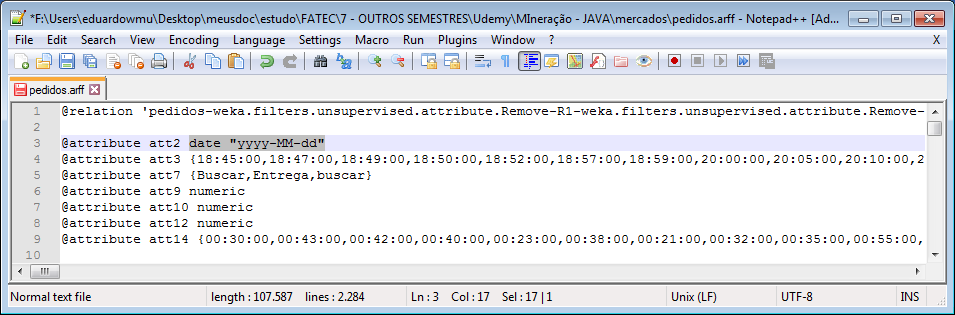 *F:\Users\eduardowmu\Desktop\meusdoc\estudo\FATEC\7 - OUTROS SEMESTRES\Udemy\MIneração - JAVA\mercados\pedidos.arff - Notepad++ [Ad...
File Edit Search View Encoding Language Settings Macro Run Plugins Window ? X
pedidos.arff
1 @relation 'pedidos-weka.filters.unsupervised.attribute.Remove-R1-weka.filters.unsupervised.attribute.Remove-
2
3 @attribute att2 date "yyyy-MM-dd"
4 @attribute att3 {18:45:00,18:47:00,18:49:00,18:50:00,18:52:00,18:57:00,18:59:00,20:00:00,20:05:00,20:10:00,2
5 @attribute att7 {Buscar,Entrega,buscar}
6 @attribute att9 numeric
7 @attribute att10 numeric
8 @attribute att12 numeric
9 @attribute att14 {00:30:00,00:43:00,00:42:00,00:40:00,00:23:00,00:38:00,00:21:00,00:32:00,00:35:00,00:55:00,
10
Normal text file length : 107.587 lines : 2.284 Ln : 3 Col : 17 Sel : 17 | 1 Unix (LF) UTF-8 INS